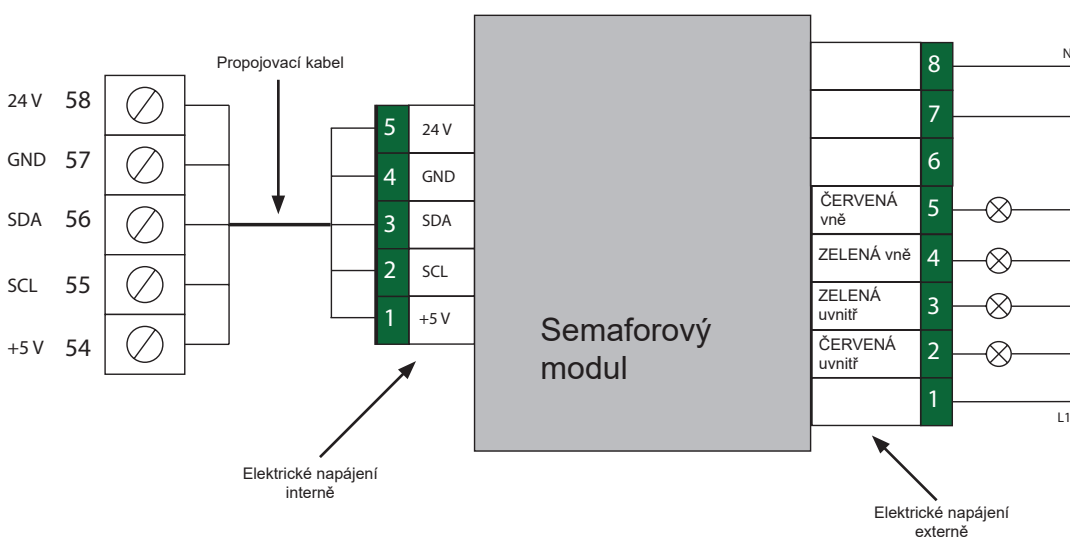 Propojovací kabel
24 V 58
GND 57
SDA 56
SCL 55
+5 V 54
5 24 V
4 GND
3 SDA
2 SCL
1 +5 V
Elektrické napájení
interně
Semaforový
modul
8 N
7
6
ČERVENÁ
vně 5
ZELENÁ vně 4
ZELENÁ
uvnitř 3
ČERVENÁ
uvnitř 2
1 L1
Elektrické napájení
externě